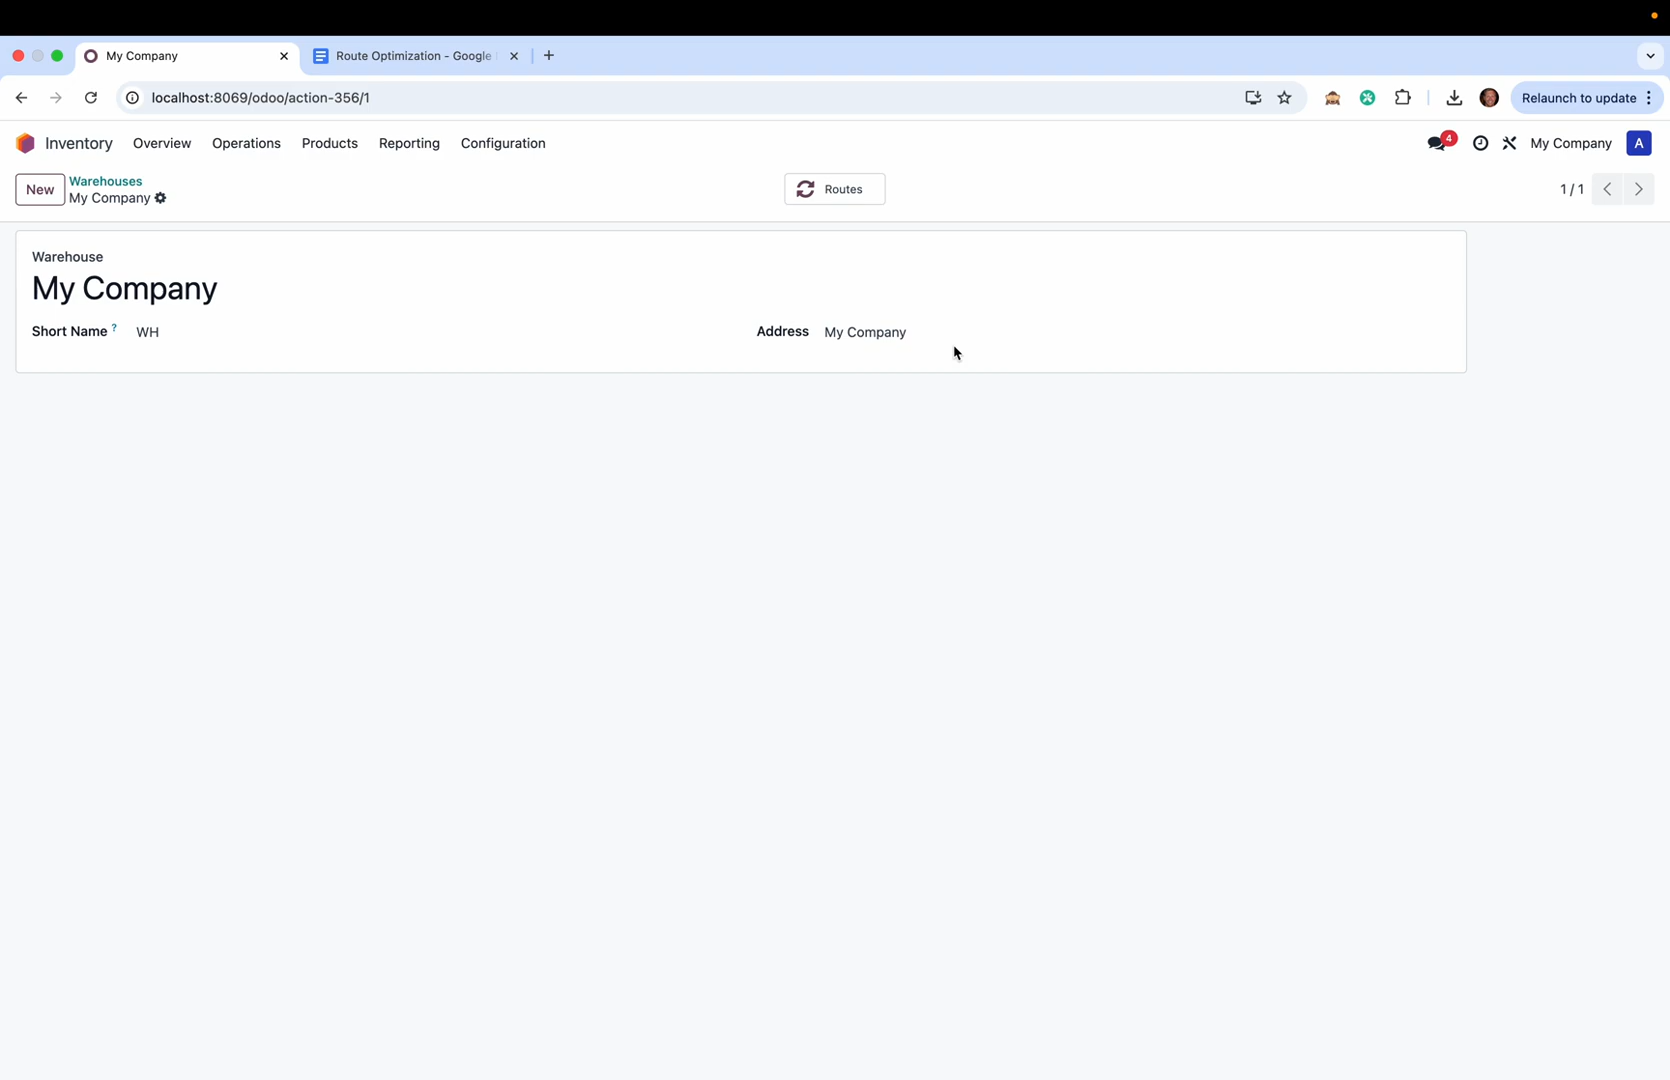 My Company
Route Optimization - Google
localhost:8069/odoo/action-356/1
Relaunch to update
Inventory Overview Operations Products Reporting Configuration
4
My Company A
New
Warehouses
My Company
Routes
1 / 1
Warehouse
My Company
Short Name ? WH
Address My Company